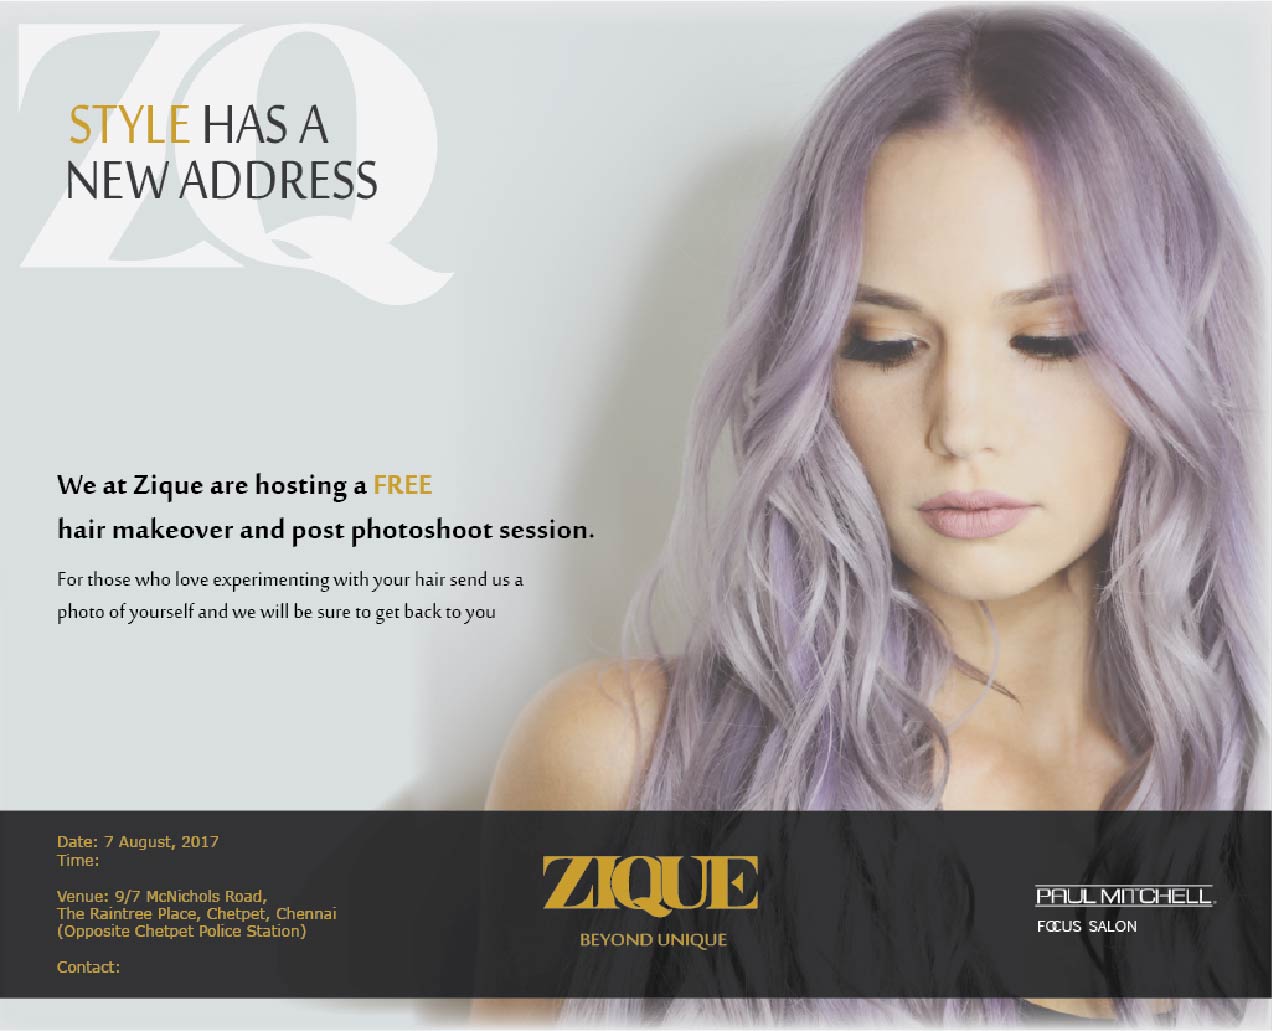 ZQ
STYLE HAS A
NEW ADDRESS
We at Zique are hosting a FREE
hair makeover and post photoshoot session.
For those who love experimenting with your hair send us a
photo of yourself and we will be sure to get back to you
Date: 7 August, 2017
Time:
Venue: 9/7 McNichols Road,
The Raintree Place, Chetpet, Chennai
(Opposite Chetpet Police Station)
Contact:
ZIQUE
BEYOND UNIQUE
PAUL MITCHELL
FOCUS SALON